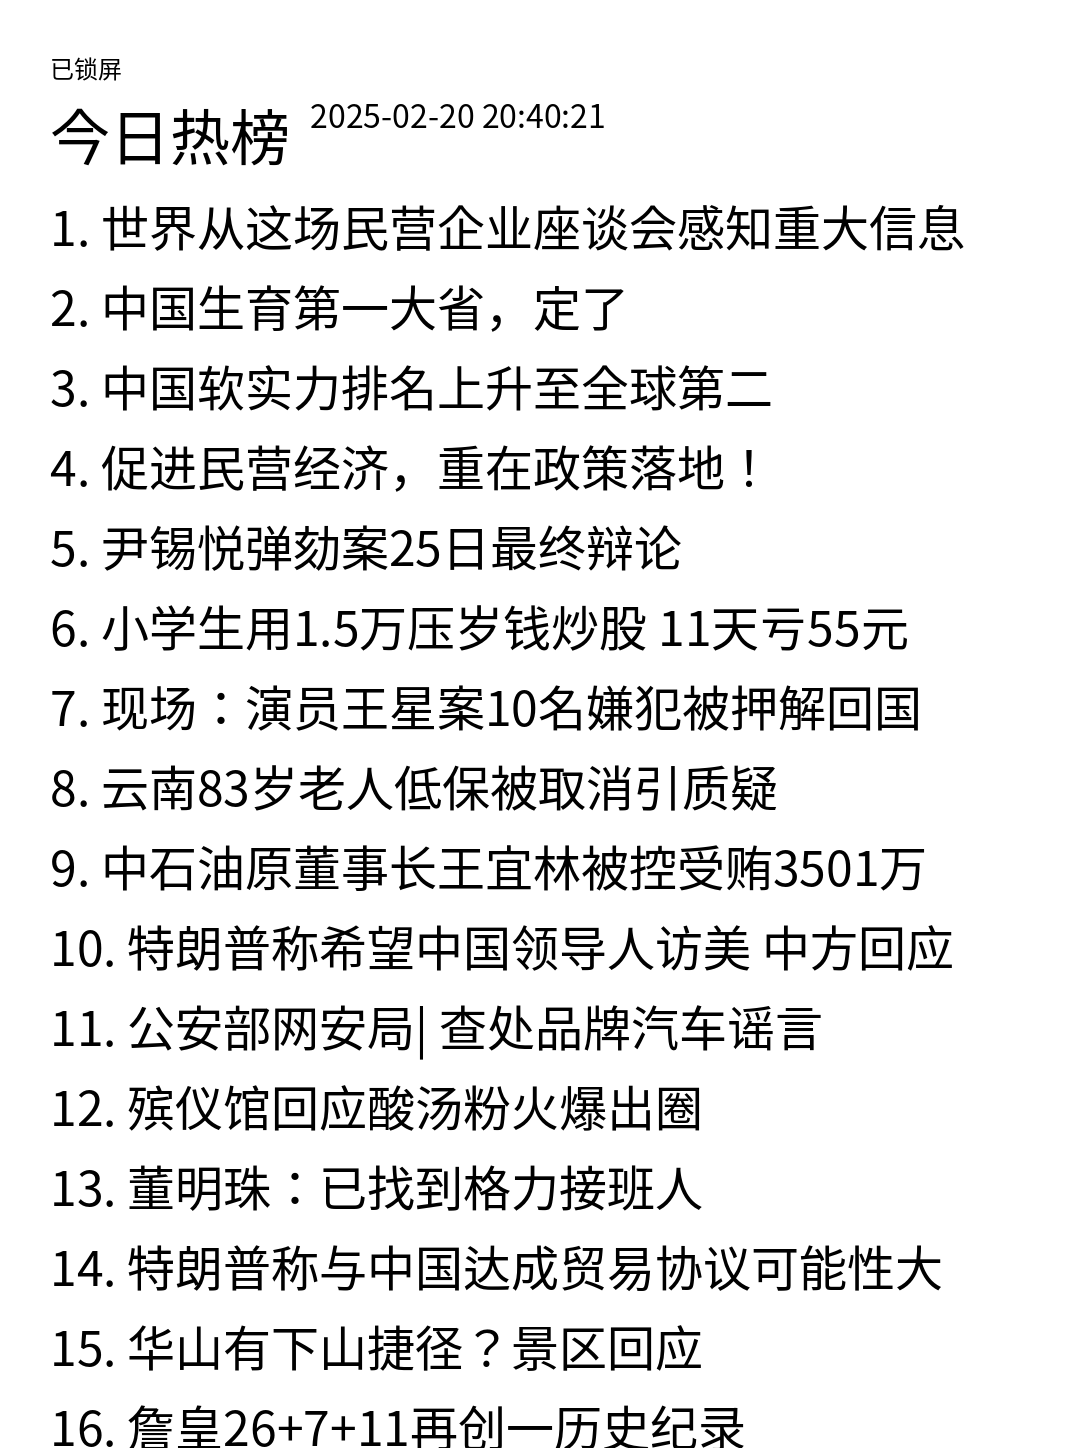 已锁屏
今日热榜 2025-02-20 20:40:21
1. 世界从这场民营企业座谈会感知重大信息
2. 中国生育第一大省，定了
3. 中国软实力排名上升至全球第二
4. 促进民营经济，重在政策落地！
5. 尹锡悦弹劾案25日最终辩论
6. 小学生用1.5万压岁钱炒股 11天亏55元
7. 现场：演员王星案10名嫌犯被押解回国
8. 云南83岁老人低保被取消引质疑
9. 中石油原董事长王宜林被控受贿3501万
10. 特朗普称希望中国领导人访美 中方回应
11. 公安部网安局| 查处品牌汽车谣言
12. 殡仪馆回应酸汤粉火爆出圈
13. 董明珠：已找到格力接班人
14. 特朗普称与中国达成贸易协议可能性大
15. 华山有下山捷径？景区回应
16. 詹皇26+7+11再创一历史纪录